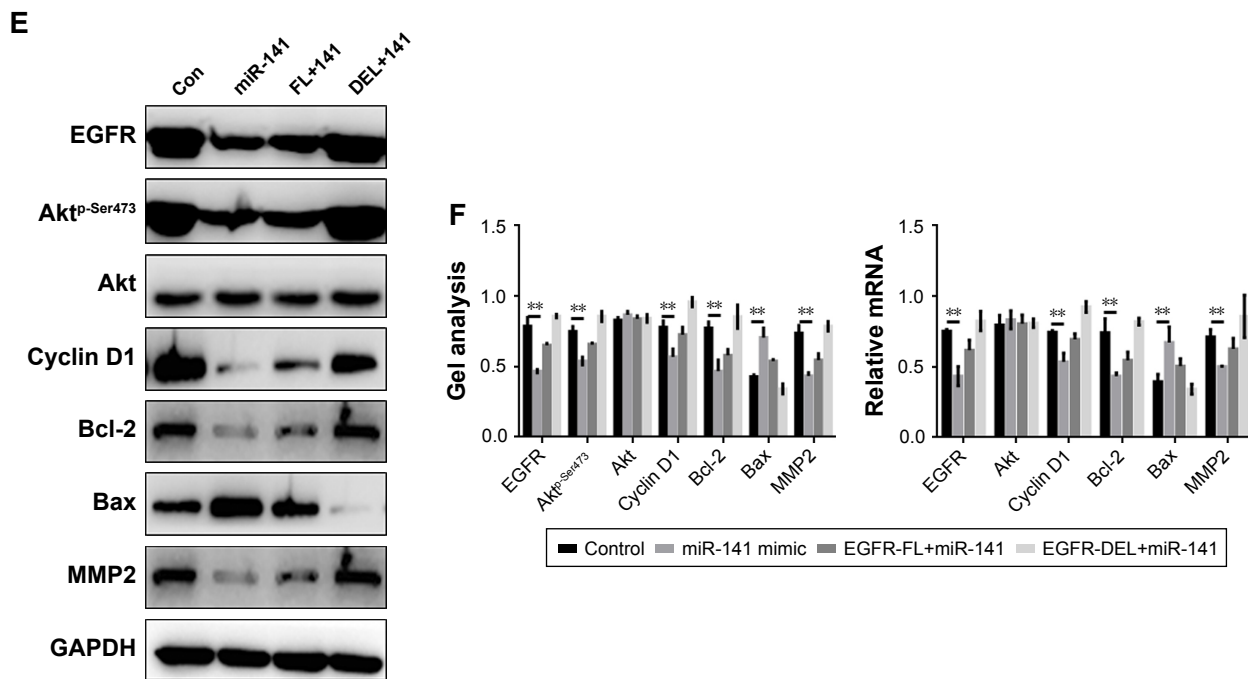 E
Con miR-141 FL+141 DEL+141
EGFR
Aktp-Ser473
Akt
Cyclin D1
Bcl-2
Bax
MMP2
GAPDH
F
Gel analysis
1.5
1.0
0.5
0.0
** ** ** ** ** **
EGFR Aktp-Ser473 Akt Cyclin D1 Bcl-2 Bax MMP2
Relative mRNA
1.5
1.0
0.5
0.0
** ** ** ** **
EGFR Akt Cyclin D1 Bcl-2 Bax MMP2
Control miR-141 mimic EGFR-FL+miR-141 EGFR-DEL+miR-141